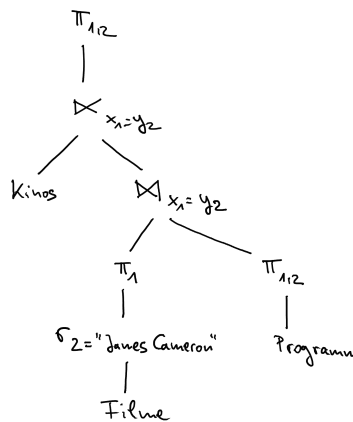 π1,2
⋉ x1=y2
Kinos
⋈ x1=y2
π1
π1,2
σ2="James Cameron"
Programm
Filme